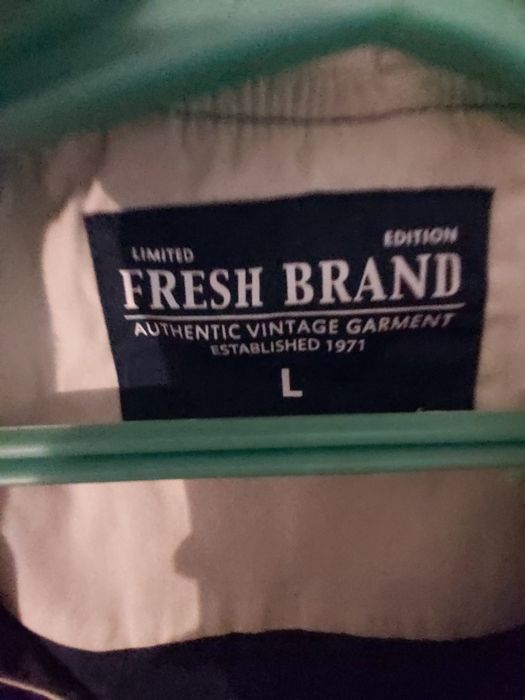 LIMITED EDITION
FRESH BRAND
AUTHENTIC VINTAGE GARMENT
ESTABLISHED 1971
L